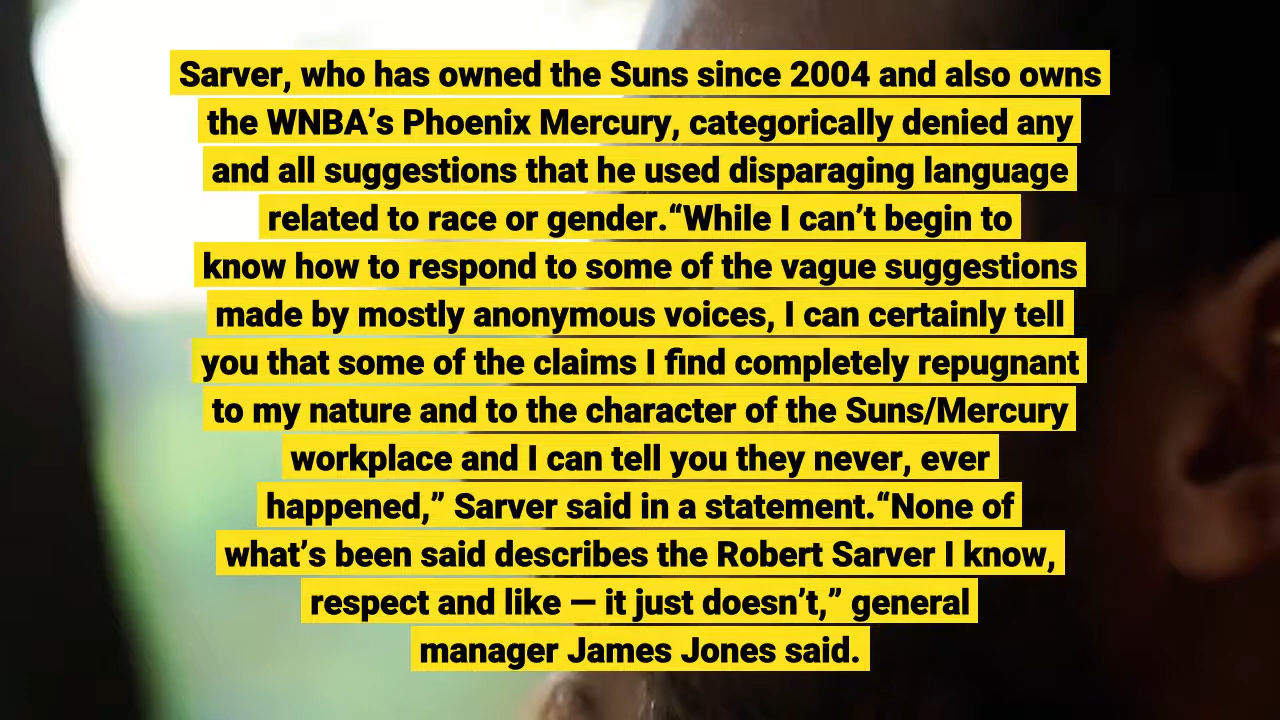 Sarver, who has owned the Suns since 2004 and also owns
the WNBA’s Phoenix Mercury, categorically denied any
and all suggestions that he used disparaging language
related to race or gender.“While I can’t begin to
know how to respond to some of the vague suggestions
made by mostly anonymous voices, I can certainly tell
you that some of the claims I find completely repugnant
to my nature and to the character of the Suns/Mercury
workplace and I can tell you they never, ever
happened,” Sarver said in a statement.“None of
what’s been said describes the Robert Sarver I know,
respect and like — it just doesn’t,” general
manager James Jones said.